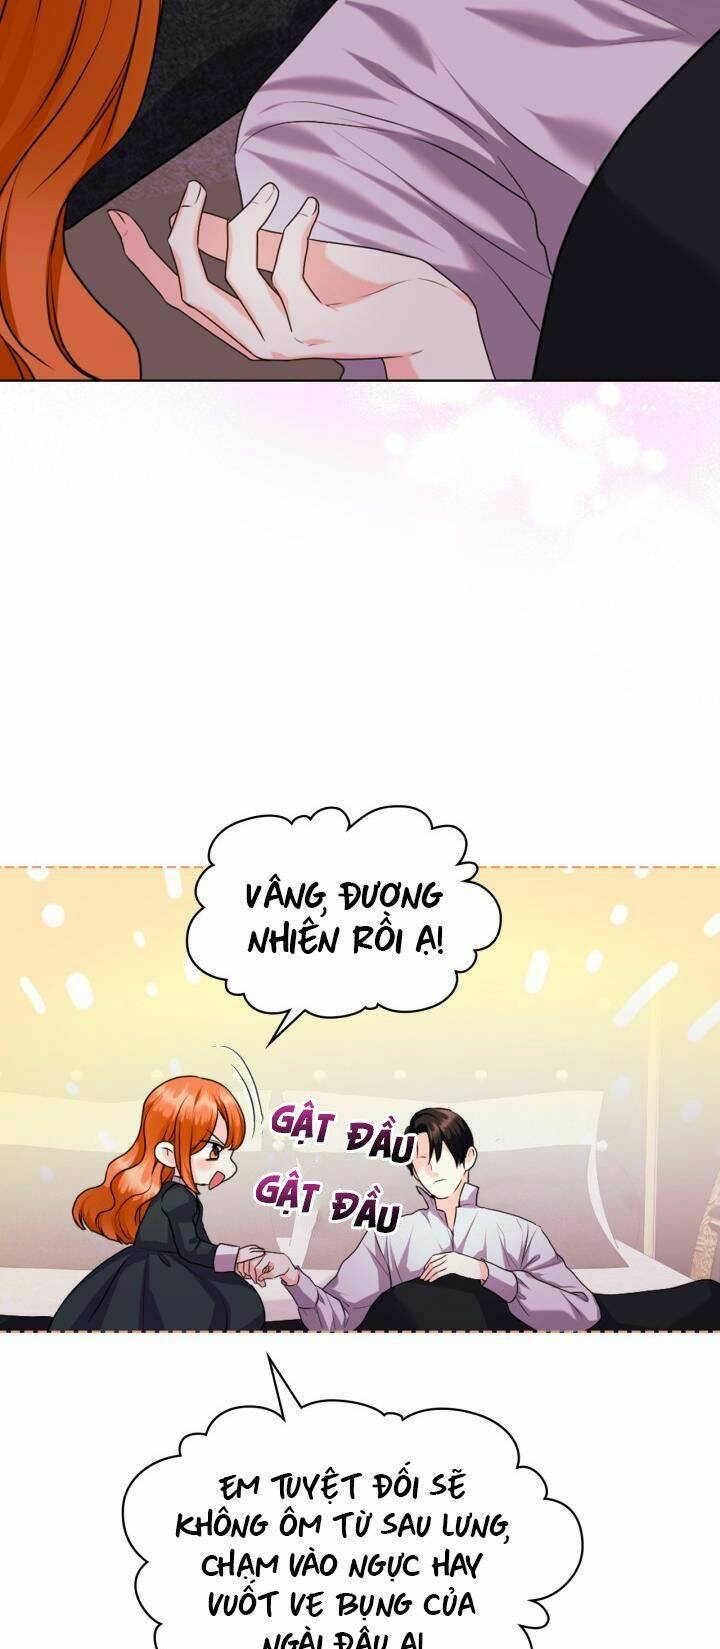 VÂNG, ĐƯƠNG
NHIÊN RỒI Ạ!
GẬT ĐẦU
GẬT ĐẦU
EM TUYỆT ĐỐI SẼ
KHÔNG ÔM TỪ SAU LƯNG,
CHẠM VÀO NGỰC HAY
VUỐT VE BỤNG CỦA
NGÀI ĐÂU Ạ!